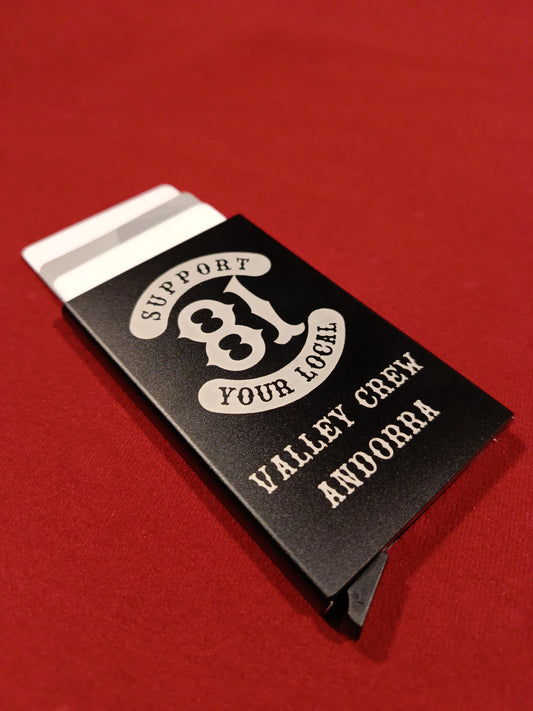 SUPPORT
81
YOUR LOCAL
VALLEY CREW
ANDORRA